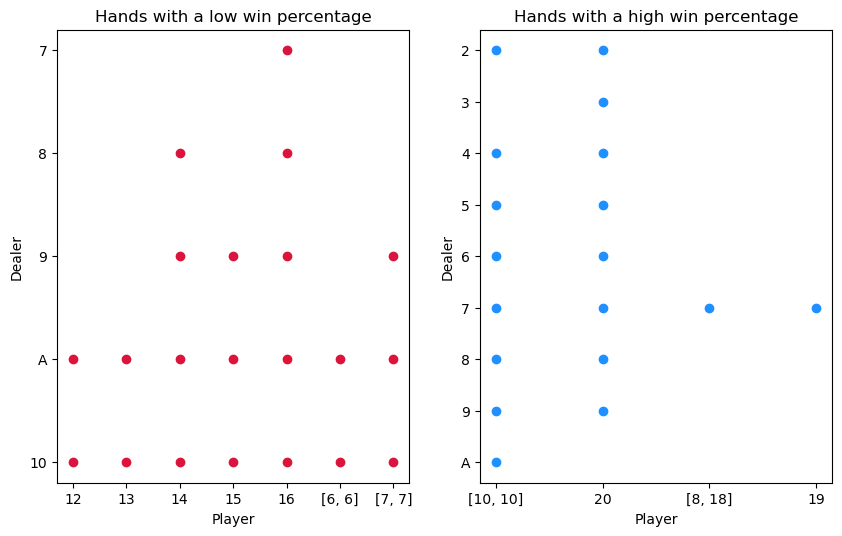 Hands with a low win percentage
7
8
9
A
10
Dealer
12 13 14 15 16 [6, 6] [7, 7]
Player
Hands with a high win percentage
2
3
4
5
6
7
8
9
A
Dealer
[10, 10] 20 [8, 18] 19
Player